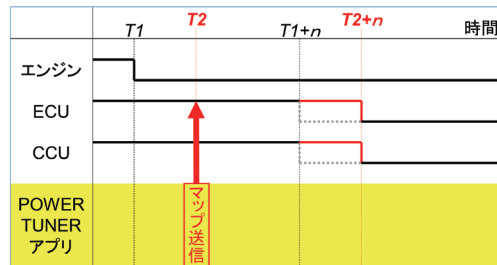 T1 T2 T1+n T2+n 時間
エンジン
ECU
CCU
POWER
TUNER
アプリ
マップ送信